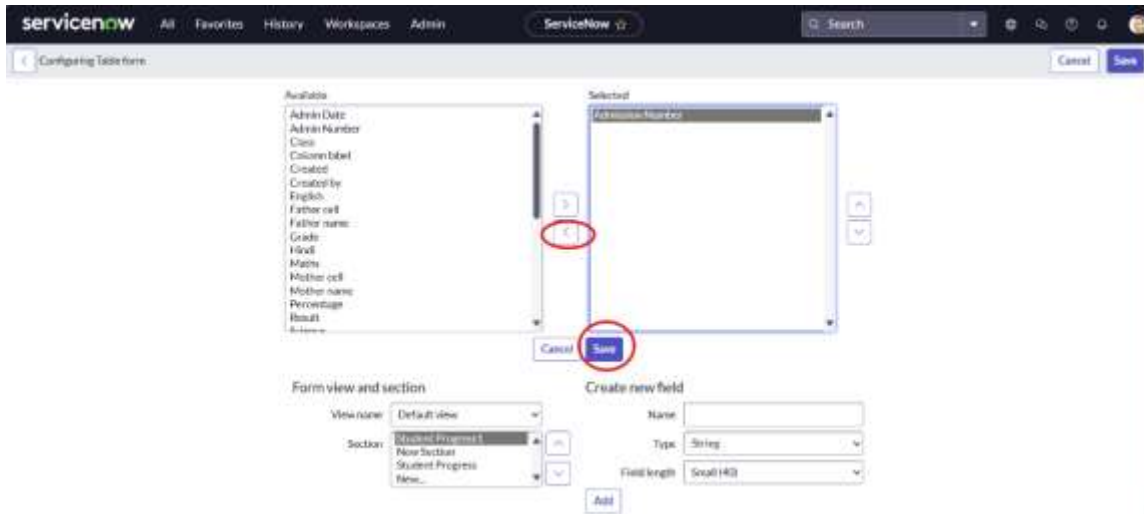 servicenow All Favorites History Workspaces Admin ServiceNow ☆ Search
Configuring Table form Cancel Save
Available Selected
Admin Date Admission Number
Admin Number
Class
Column label
Created
Created by
English
Father cell
Father name
Grade
Hindi
Maths
Mother cell
Mother name
Percentage
Result
Cancel Save
Form view and section Create new field
View name Default view Name
Section Student Progress1 Type String
New Section
Student Progress Field length Small (40)
New...
Add